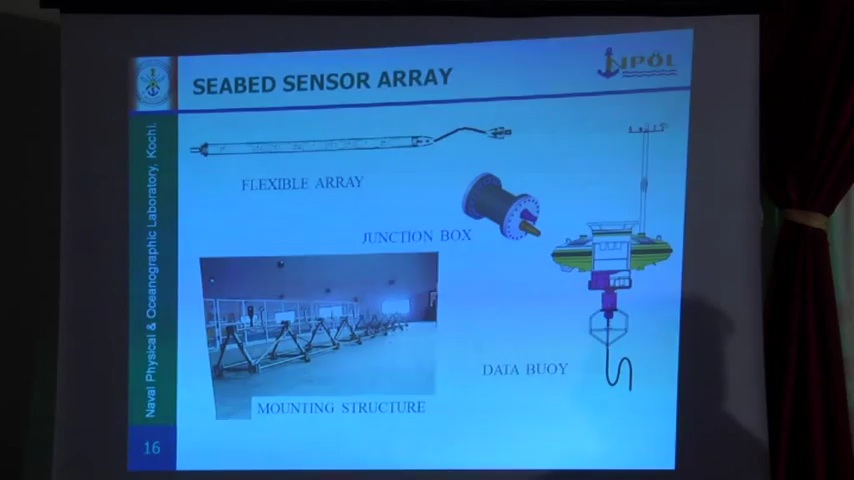 SEABED SENSOR ARRAY
NPOL
FLEXIBLE ARRAY
JUNCTION BOX
DATA BUOY
MOUNTING STRUCTURE
Naval Physical & Oceanographic Laboratory, Kochi.
16